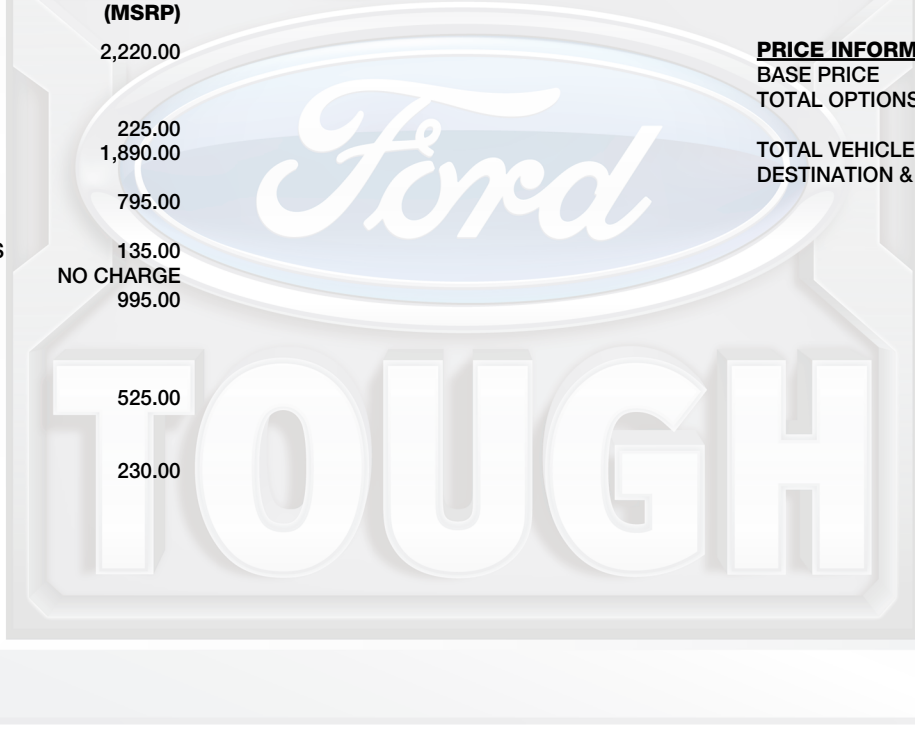 (MSRP)
2,220.00
225.00
1,890.00
795.00
S 135.00
NO CHARGE
995.00
525.00
230.00
PRICE INFORM
BASE PRICE
TOTAL OPTIONS
TOTAL VEHICLE
DESTINATION &
Ford
TOUGH